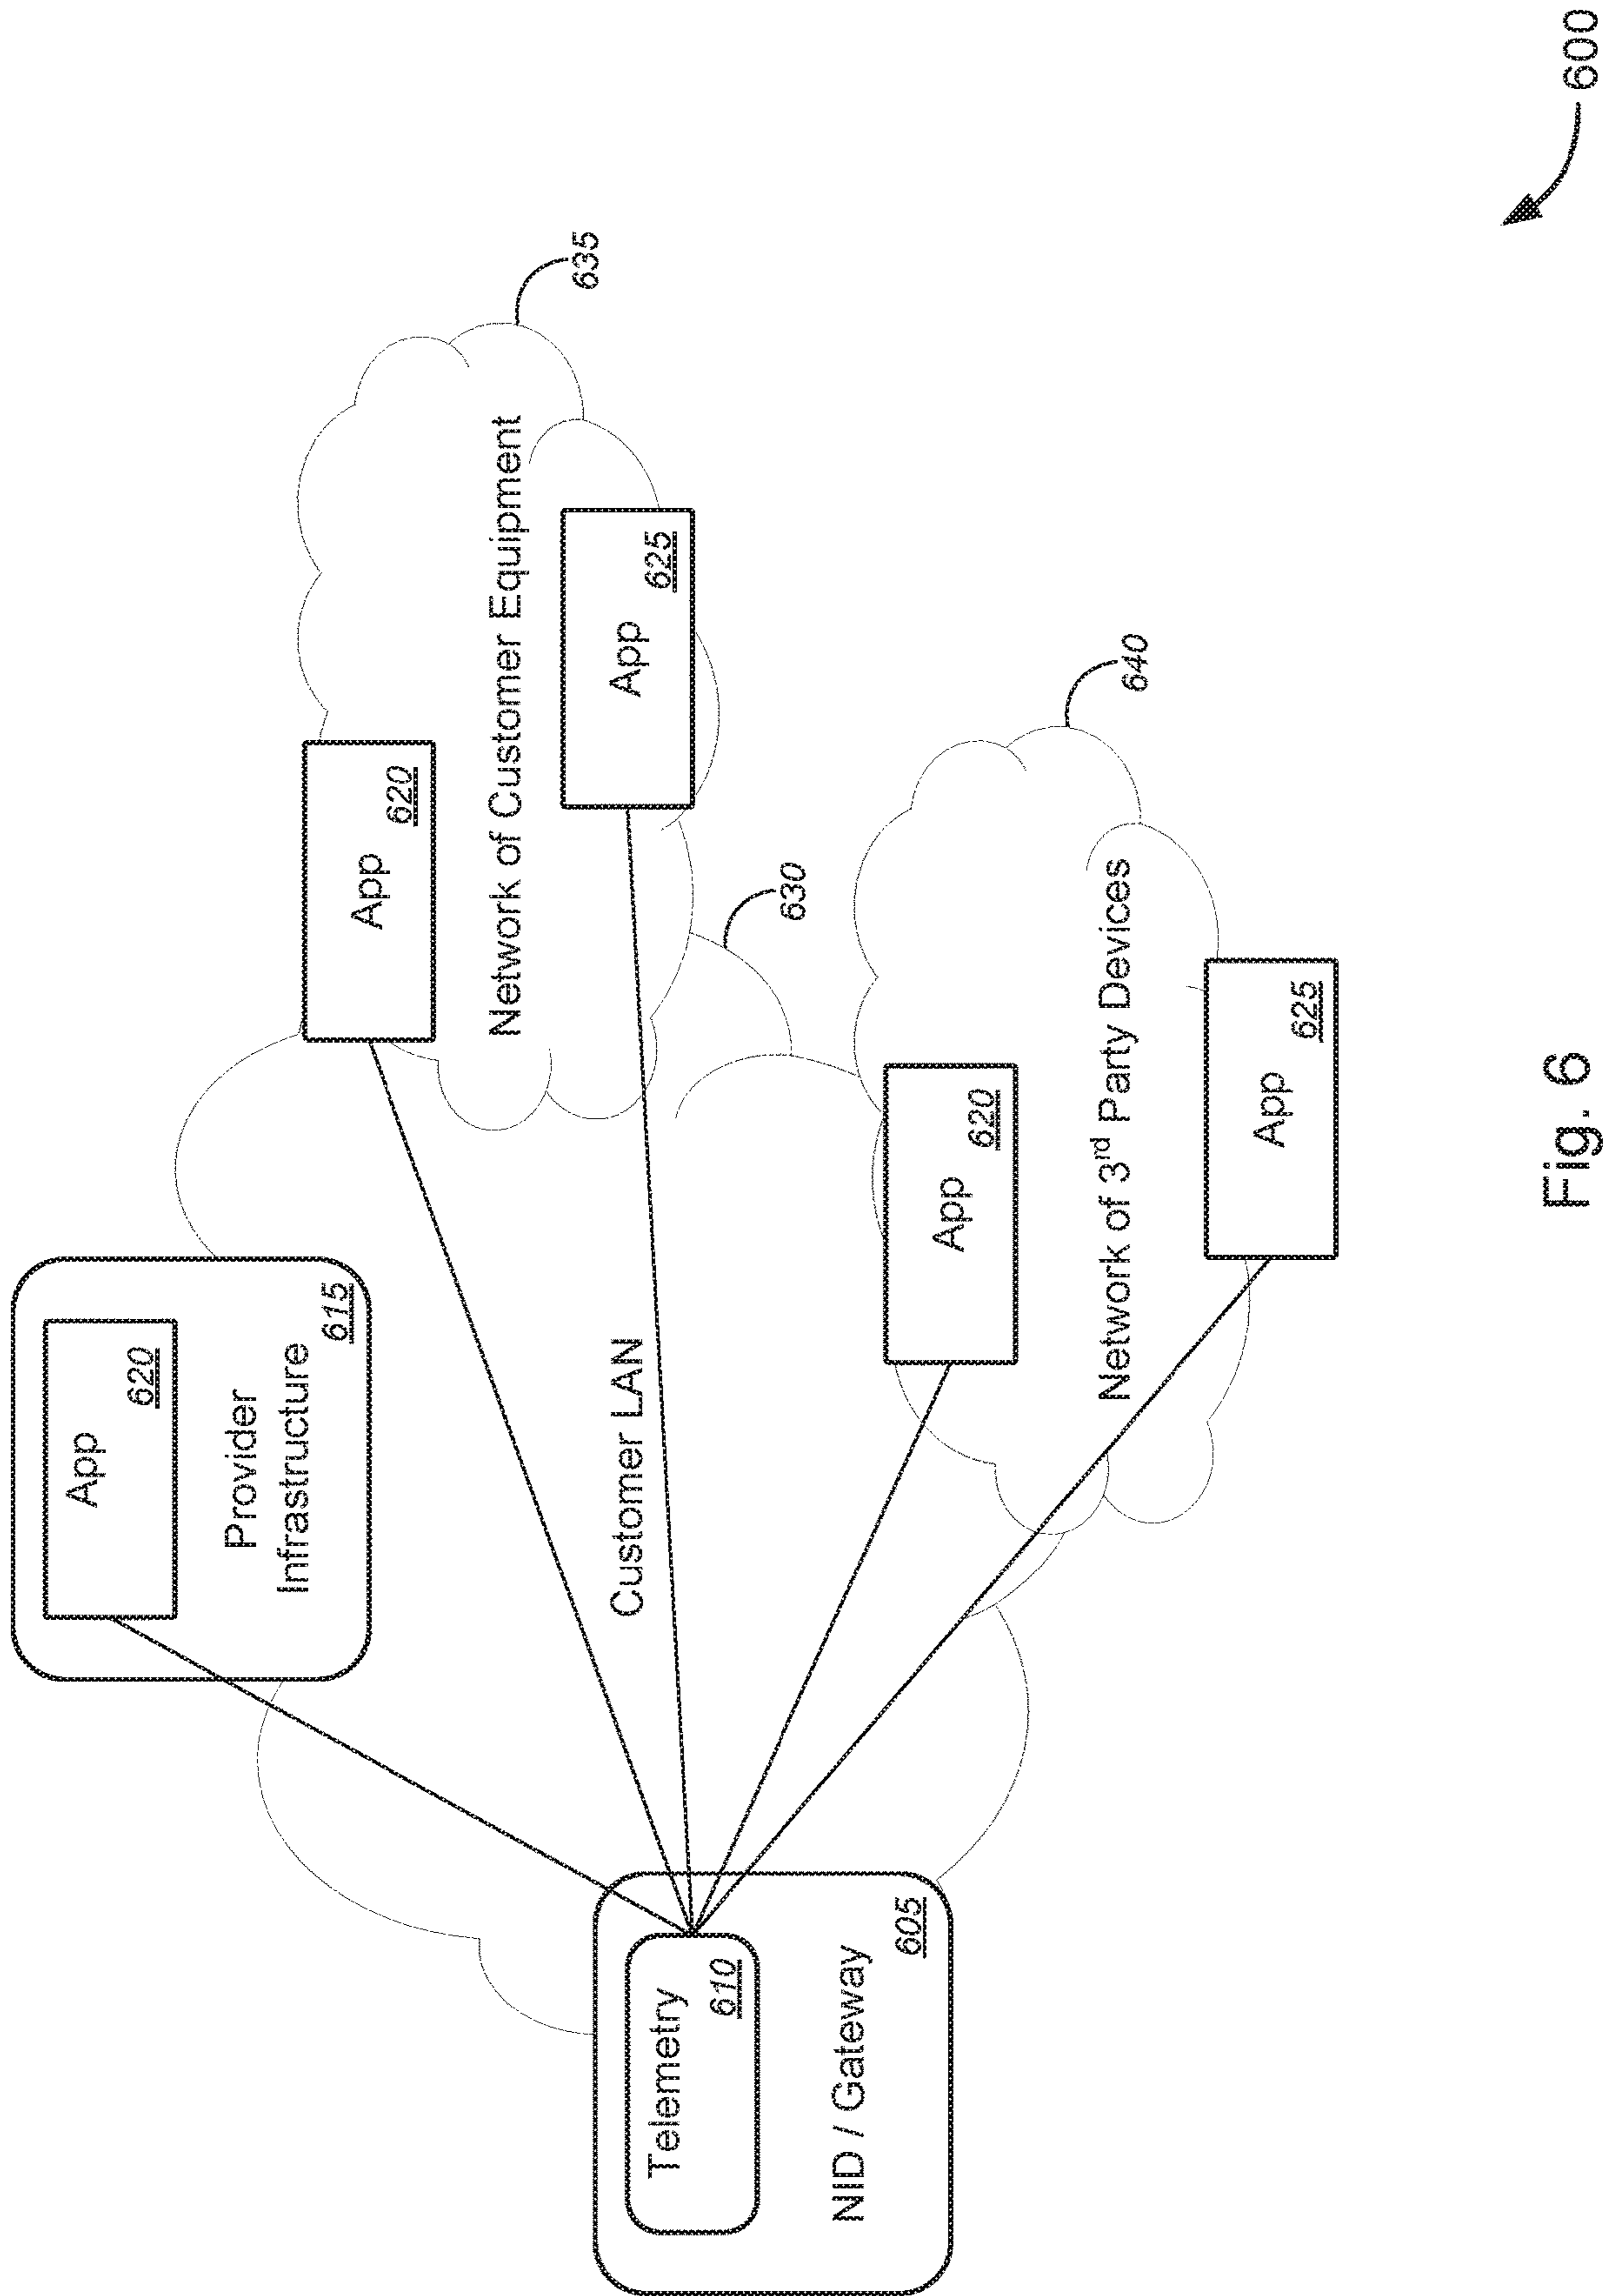 App
620
Provider
Infrastructure
615
App
620
635
Network of Customer Equipment
App
625
Customer LAN
630
Telemetry
610
NID / Gateway
605
App
620
640
Network of 3rd Party Devices
App
625
600
Fig. 6